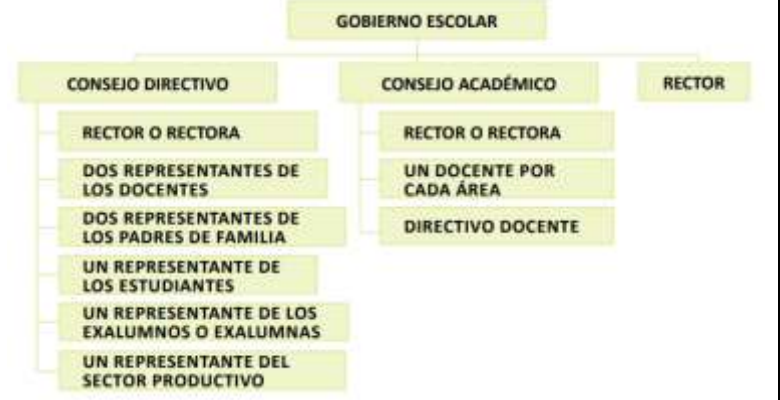 GOBIERNO ESCOLAR
CONSEJO DIRECTIVO
RECTOR O RECTORA
DOS REPRESENTANTES DE
LOS DOCENTES
DOS REPRESENTANTES DE
LOS PADRES DE FAMILIA
UN REPRESENTANTE DE
LOS ESTUDIANTES
UN REPRESENTANTE DE LOS
EXALUMNOS O EXALUMNAS
UN REPRESENTANTE DEL
SECTOR PRODUCTIVO
CONSEJO ACADÉMICO
RECTOR O RECTORA
UN DOCENTE POR
CADA ÁREA
DIRECTIVO DOCENTE
RECTOR